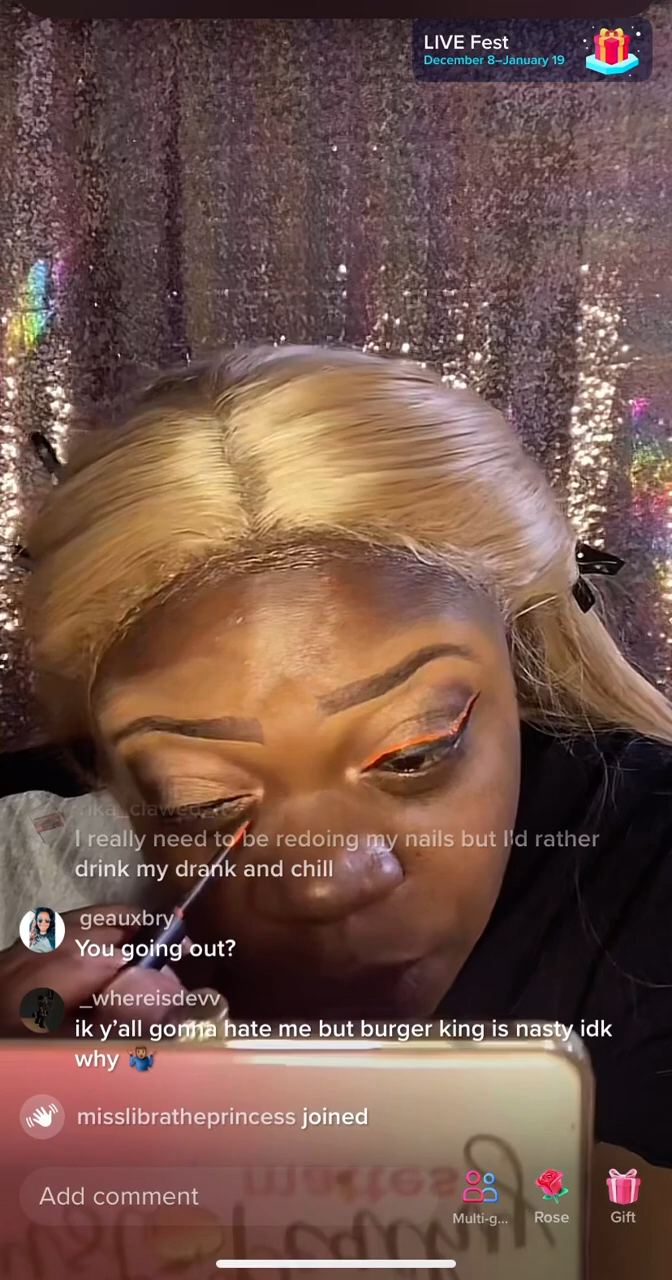 LIVE Fest
December 8–January 19
I really need to be redoing my nails but I'd rather
drink my drank and chill
geauxbry
You going out?
_whereisdevv
ik y'all gonna hate me but burger king is nasty idk
why 🤷🏾‍♂️
misslibratheprincess joined
Add comment
Multi-g...
Rose
Gift